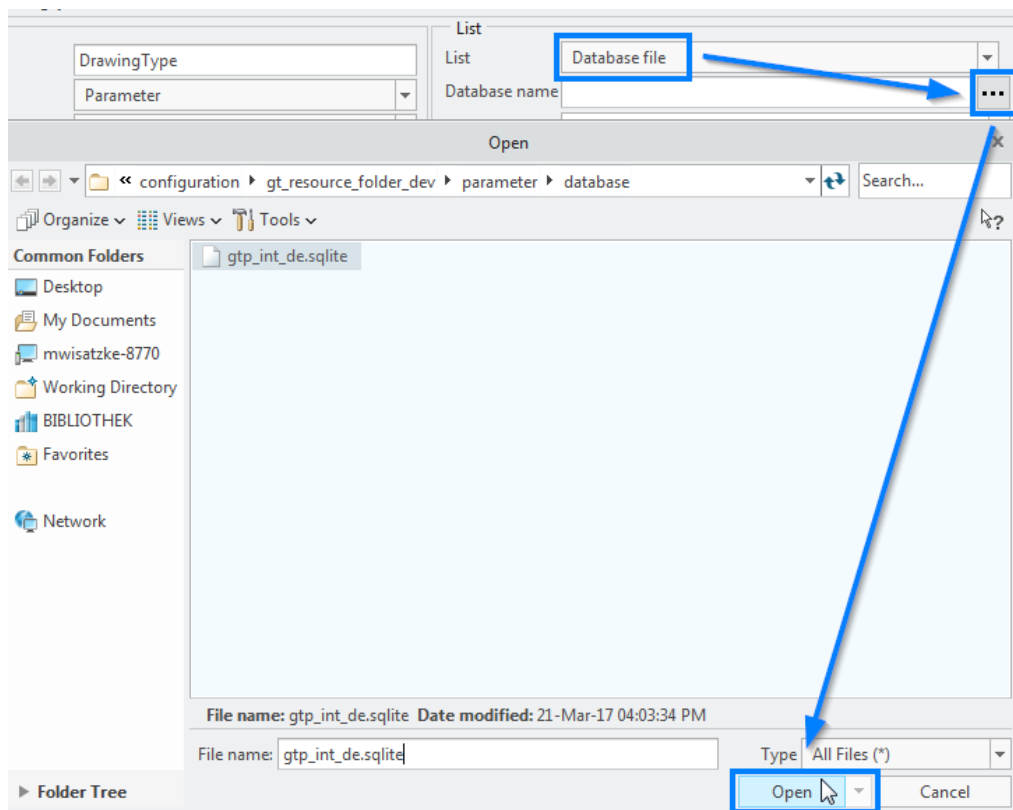 List
DrawingType List Database file
Parameter Database name ...
Open x
« configuration gt_resource_folder_dev parameter database Search...
Organize Views Tools ?
Common Folders gtp_int_de.sqlite
Desktop
My Documents
mwisatzke-8770
Working Directory
BIBLIOTHEK
Favorites
Network
File name: gtp_int_de.sqlite Date modified: 21-Mar-17 04:03:34 PM
File name: gtp_int_de.sqlite Type All Files (*)
Folder Tree Open Cancel